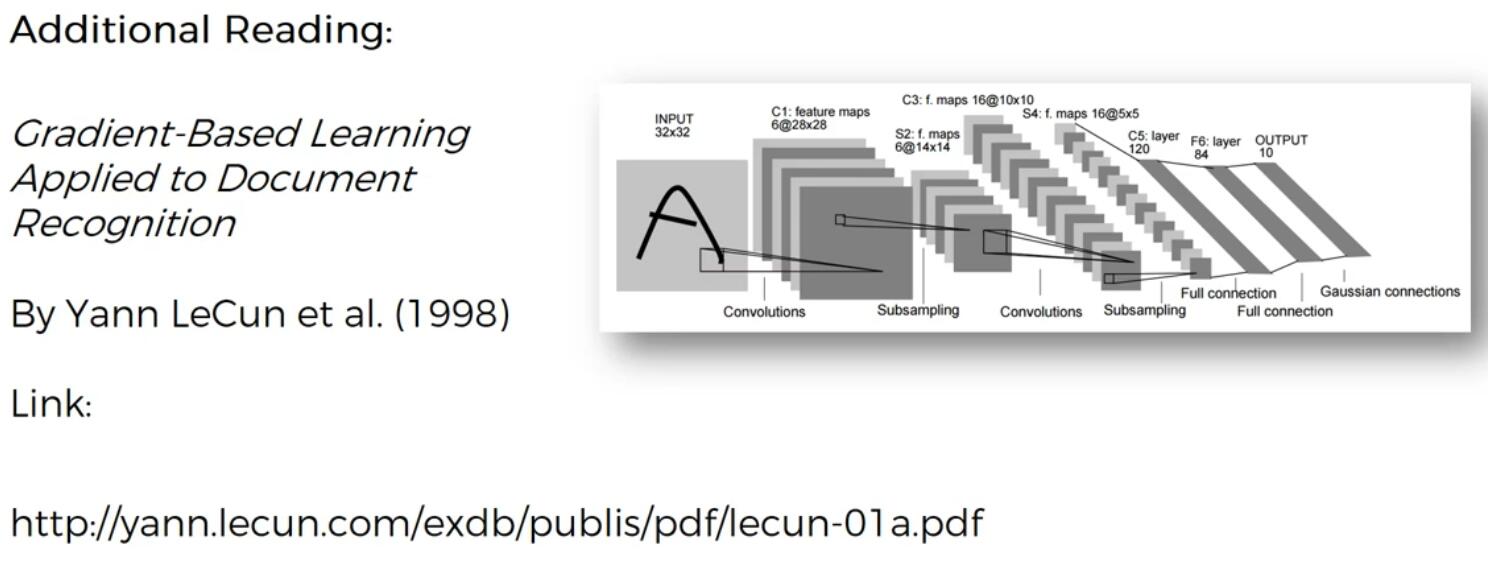 Additional Reading:
Gradient-Based Learning
Applied to Document
Recognition
By Yann LeCun et al. (1998)
Link:
http://yann.lecun.com/exdb/publis/pdf/lecun-01a.pdf
INPUT
32x32
C1: feature maps
6@28x28
S2: f. maps
6@14x14
C3: f. maps 16@10x10
S4: f. maps 16@5x5
C5: layer
120
F6: layer
84
OUTPUT
10
Convolutions
Subsampling
Convolutions
Subsampling
Full connection
Full connection
Gaussian connections
A